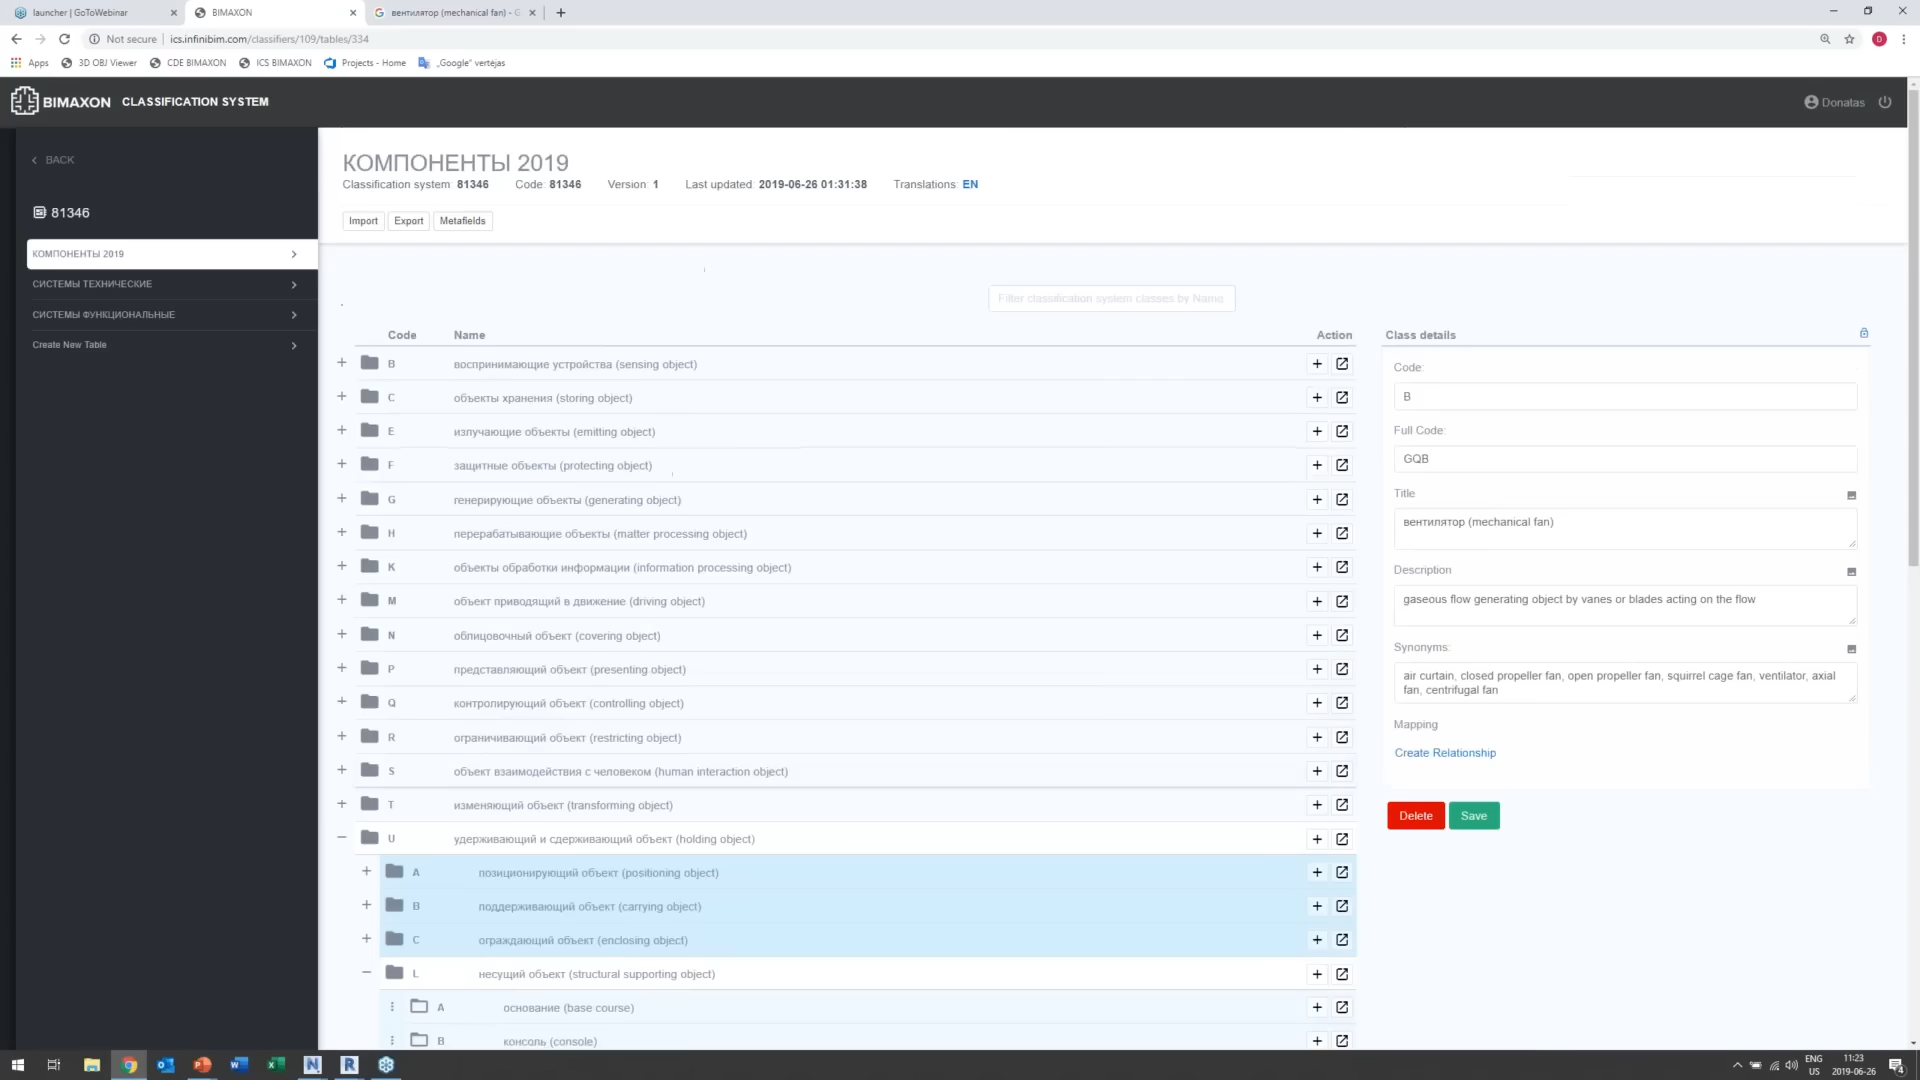 launcher | GoToWebinar
BIMAXON
вентилятор (mechanical fan) - G
Not secure
ics.infinibim.com/classifiers/109/tables/334
D
Apps
3D OBJ Viewer
CDE BIMAXON
ICS BIMAXON
Projects - Home
„Google“ vertėjas
BIMAXON CLASSIFICATION SYSTEM
Donatas
BACK
81346
КОМПОНЕНТЫ 2019
СИСТЕМЫ ТЕХНИЧЕСКИЕ
СИСТЕМЫ ФУНКЦИОНАЛЬНЫЕ
Create New Table
КОМПОНЕНТЫ 2019
Classification system 81346 Code: 81346 Version: 1 Last updated: 2019-06-26 01:31:38 Translations: EN
Import Export Metafields
Filter classification system classes by Name
Code Name Action
B воспринимающие устройства (sensing object)
C объекты хранения (storing object)
E излучающие объекты (emitting object)
F защитные объекты (protecting object)
G генерирующие объекты (generating object)
H перерабатывающие объекты (matter processing object)
K объекты обработки информации (information processing object)
M объект приводящий в движение (driving object)
N облицовочный объект (covering object)
P представляющий объект (presenting object)
Q контролирующий объект (controlling object)
R ограничивающий объект (restricting object)
S объект взаимодействия с человеком (human interaction object)
T изменяющий объект (transforming object)
U удерживающий и сдерживающий объект (holding object)
A позиционирующий объект (positioning object)
B поддерживающий объект (carrying object)
C ограждающий объект (enclosing object)
L несущий объект (structural supporting object)
A основание (base course)
B консоль (console)
Class details
Code:
B
Full Code:
GQB
Title
вентилятор (mechanical fan)
Description
gaseous flow generating object by vanes or blades acting on the flow
Synonyms:
air curtain, closed propeller fan, open propeller fan, squirrel cage fan, ventilator, axial
fan, centrifugal fan
Mapping
Create Relationship
Delete Save
ENG
US
11:23
2019-06-26
4